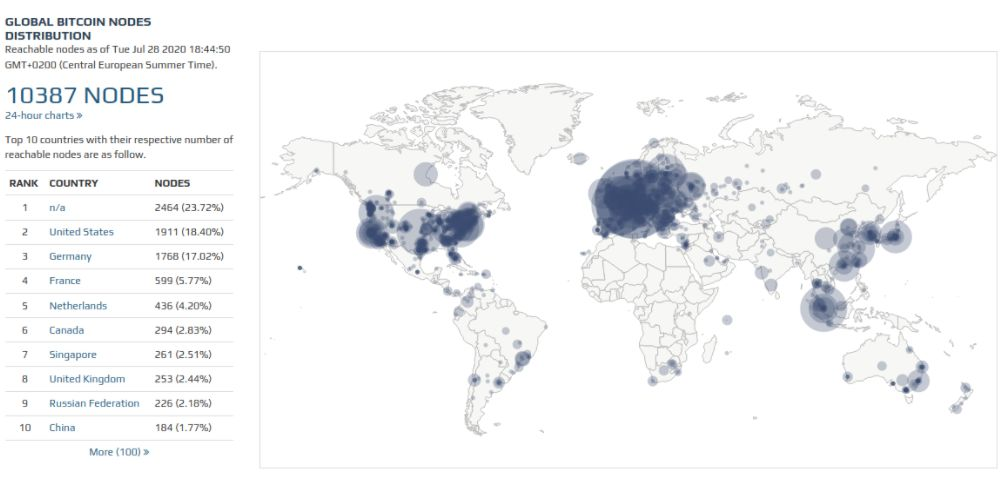 GLOBAL BITCOIN NODES
DISTRIBUTION
Reachable nodes as of Tue Jul 28 2020 18:44:50
GMT+0200 (Central European Summer Time).
10387 NODES
24-hour charts »
Top 10 countries with their respective number of
reachable nodes are as follow.
RANK COUNTRY NODES
1 n/a 2464 (23.72%)
2 United States 1911 (18.40%)
3 Germany 1768 (17.02%)
4 France 599 (5.77%)
5 Netherlands 436 (4.20%)
6 Canada 294 (2.83%)
7 Singapore 261 (2.51%)
8 United Kingdom 253 (2.44%)
9 Russian Federation 226 (2.18%)
10 China 184 (1.77%)
More (100) »